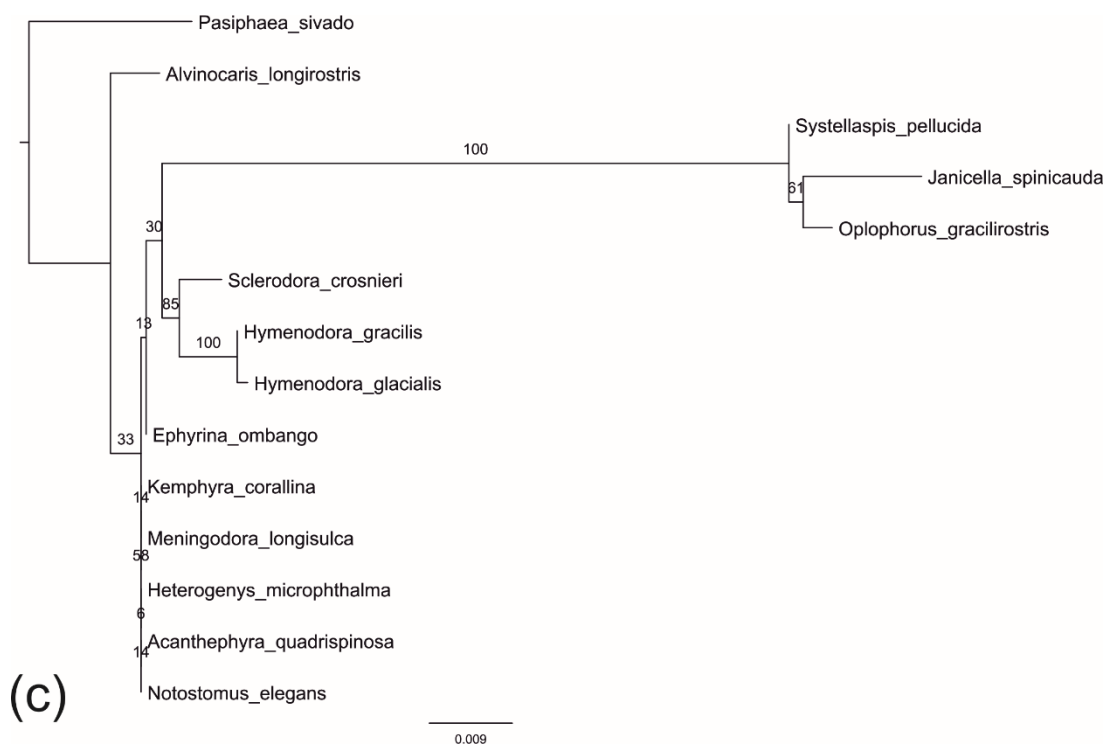 Pasiphaea_sivado
Alvinocaris_longirostris
Systellaspis_pellucida
100
Janicella_spinicauda
61
Oplophorus_gracilirostris
30
Sclerodora_crosnieri
85
13
Hymenodora_gracilis
100
Hymenodora_glacialis
Ephyrina_ombango
33
Kemphyra_corallina
14
Meningodora_longisulca
58
Heterogenys_microphthalma
6
Acanthephyra_quadrispinosa
14
Notostomus_elegans
(c)
0.009